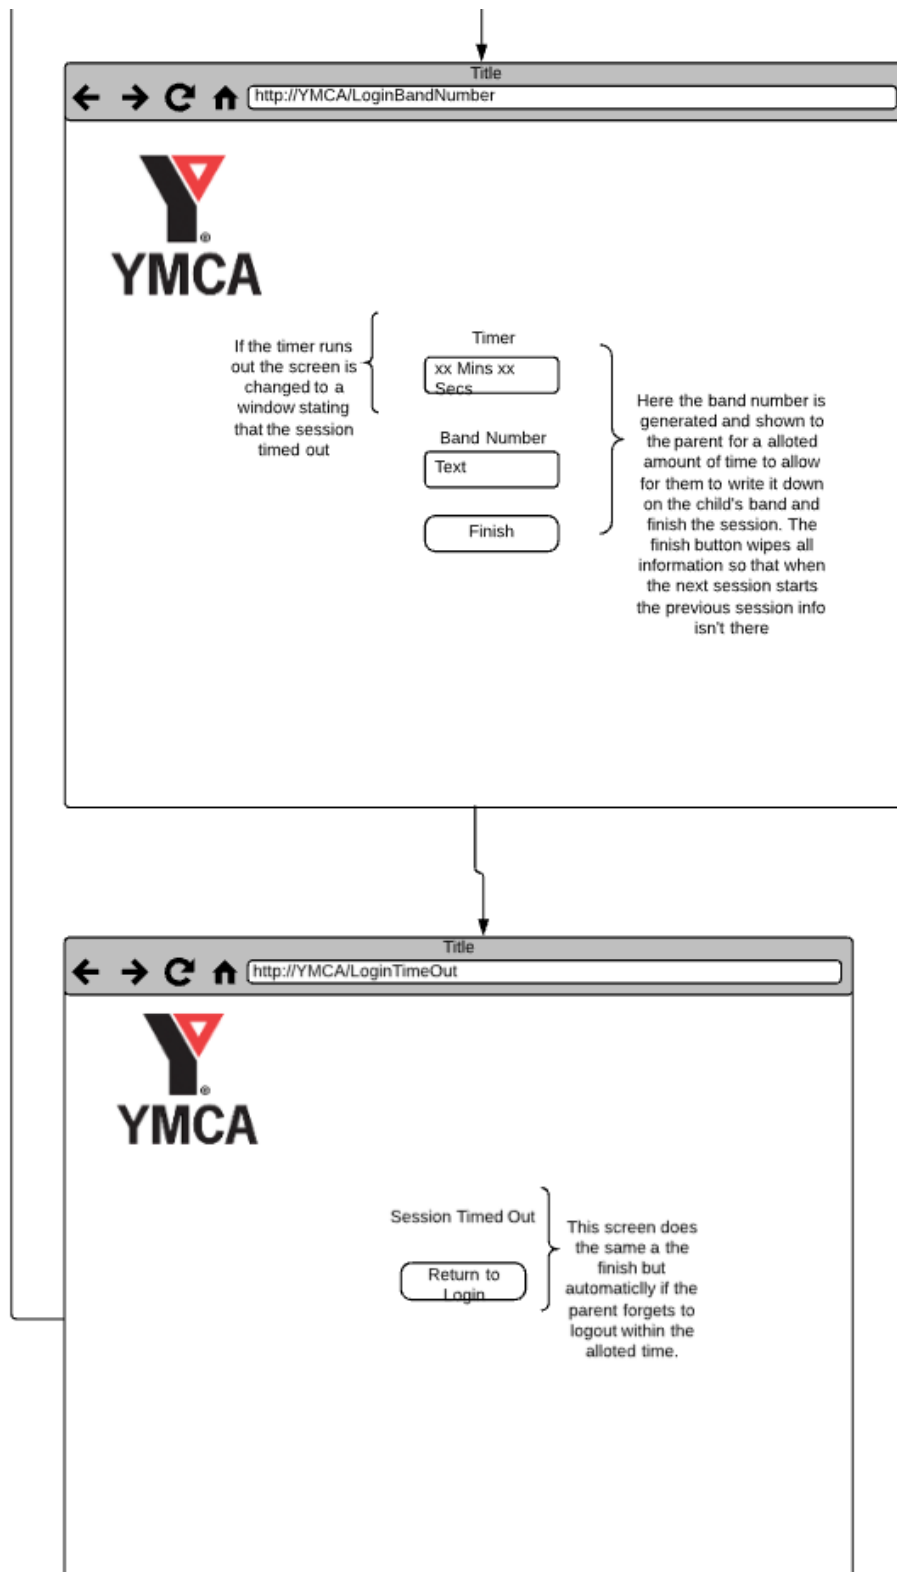 Title
http://YMCA/LoginBandNumber
®
YMCA
If the timer runs
out the screen is
changed to a
window stating
that the session
timed out
Timer
xx Mins xx
Secs
Band Number
Text
Finish
Here the band number is
generated and shown to
the parent for a alloted
amount of time to allow
for them to write it down
on the child's band and
finish the session. The
finish button wipes all
information so that when
the next session starts
the previous session info
isn't there
Title
http://YMCA/LoginTimeOut
®
YMCA
Session Timed Out
Return to
Login
This screen does
the same a the
finish but
automaticlly if the
parent forgets to
logout within the
alloted time.